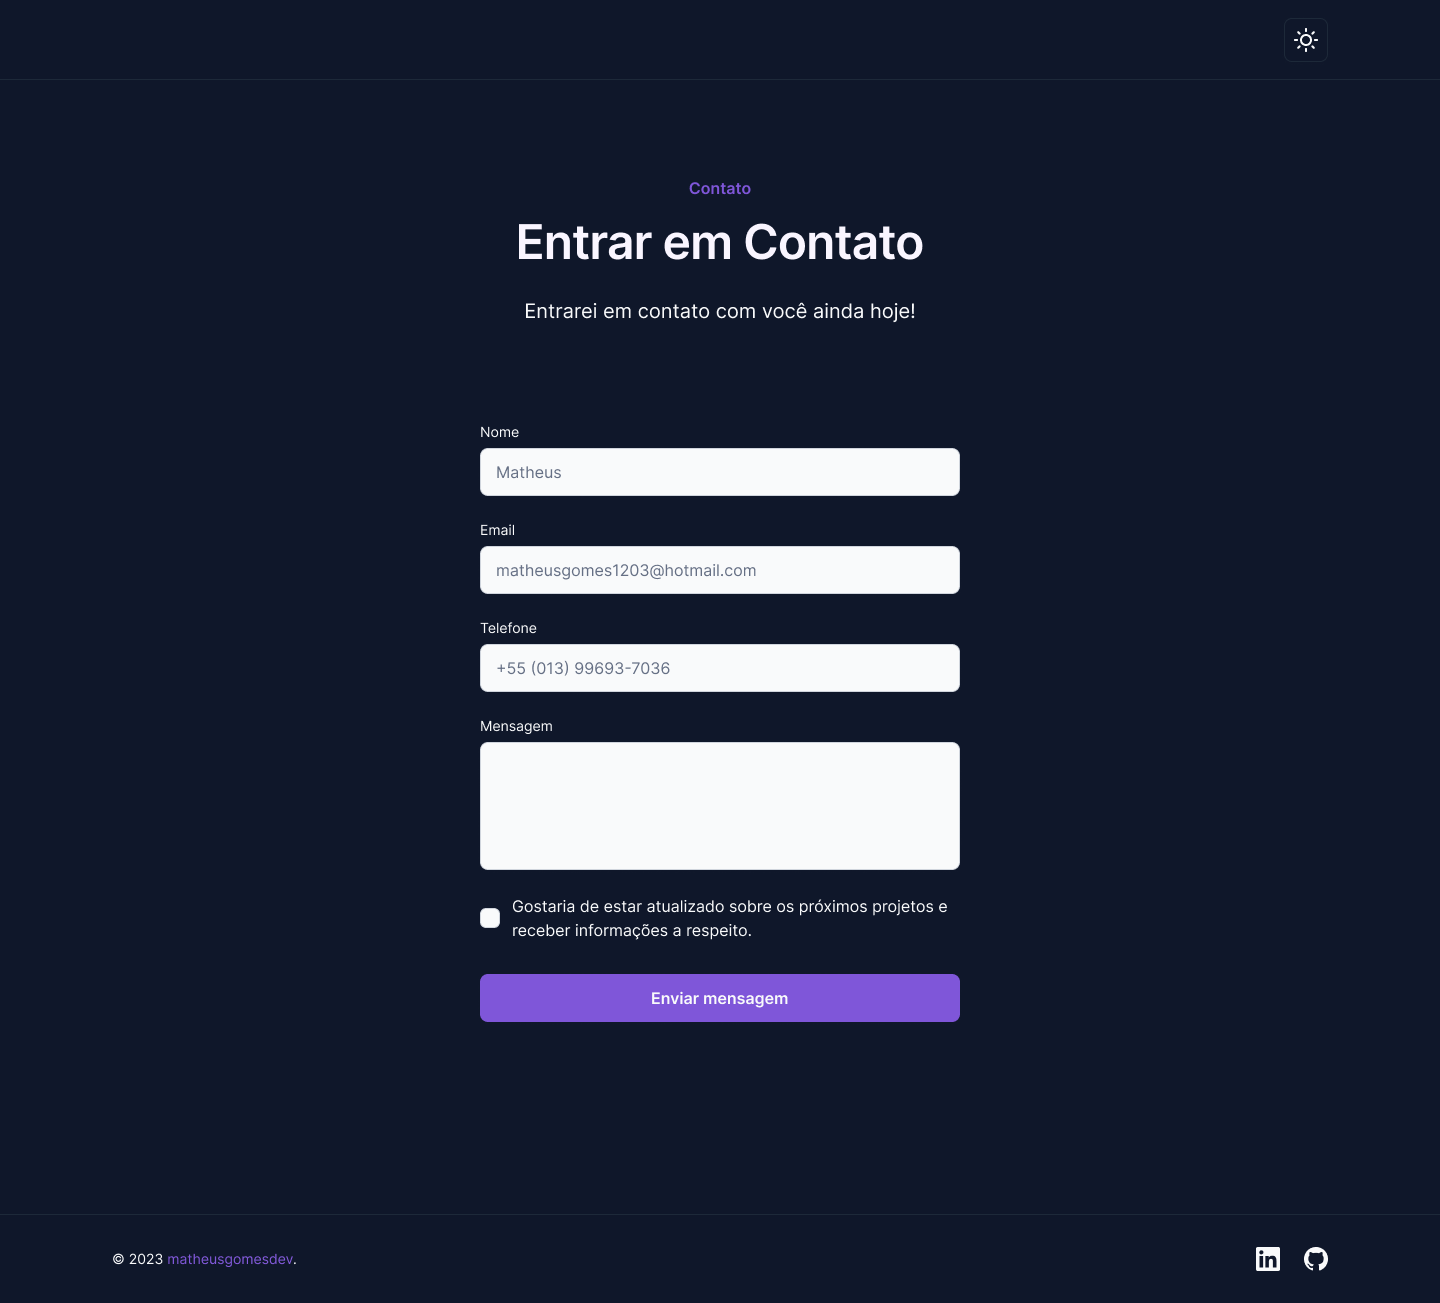 Contato
Entrar em Contato
Entrarei em contato com você ainda hoje!
Nome
Matheus
Email
matheusgomes1203@hotmail.com
Telefone
+55 (013) 99693-7036
Mensagem
Gostaria de estar atualizado sobre os próximos projetos e
receber informações a respeito.
Enviar mensagem
© 2023 matheusgomesdev.
in